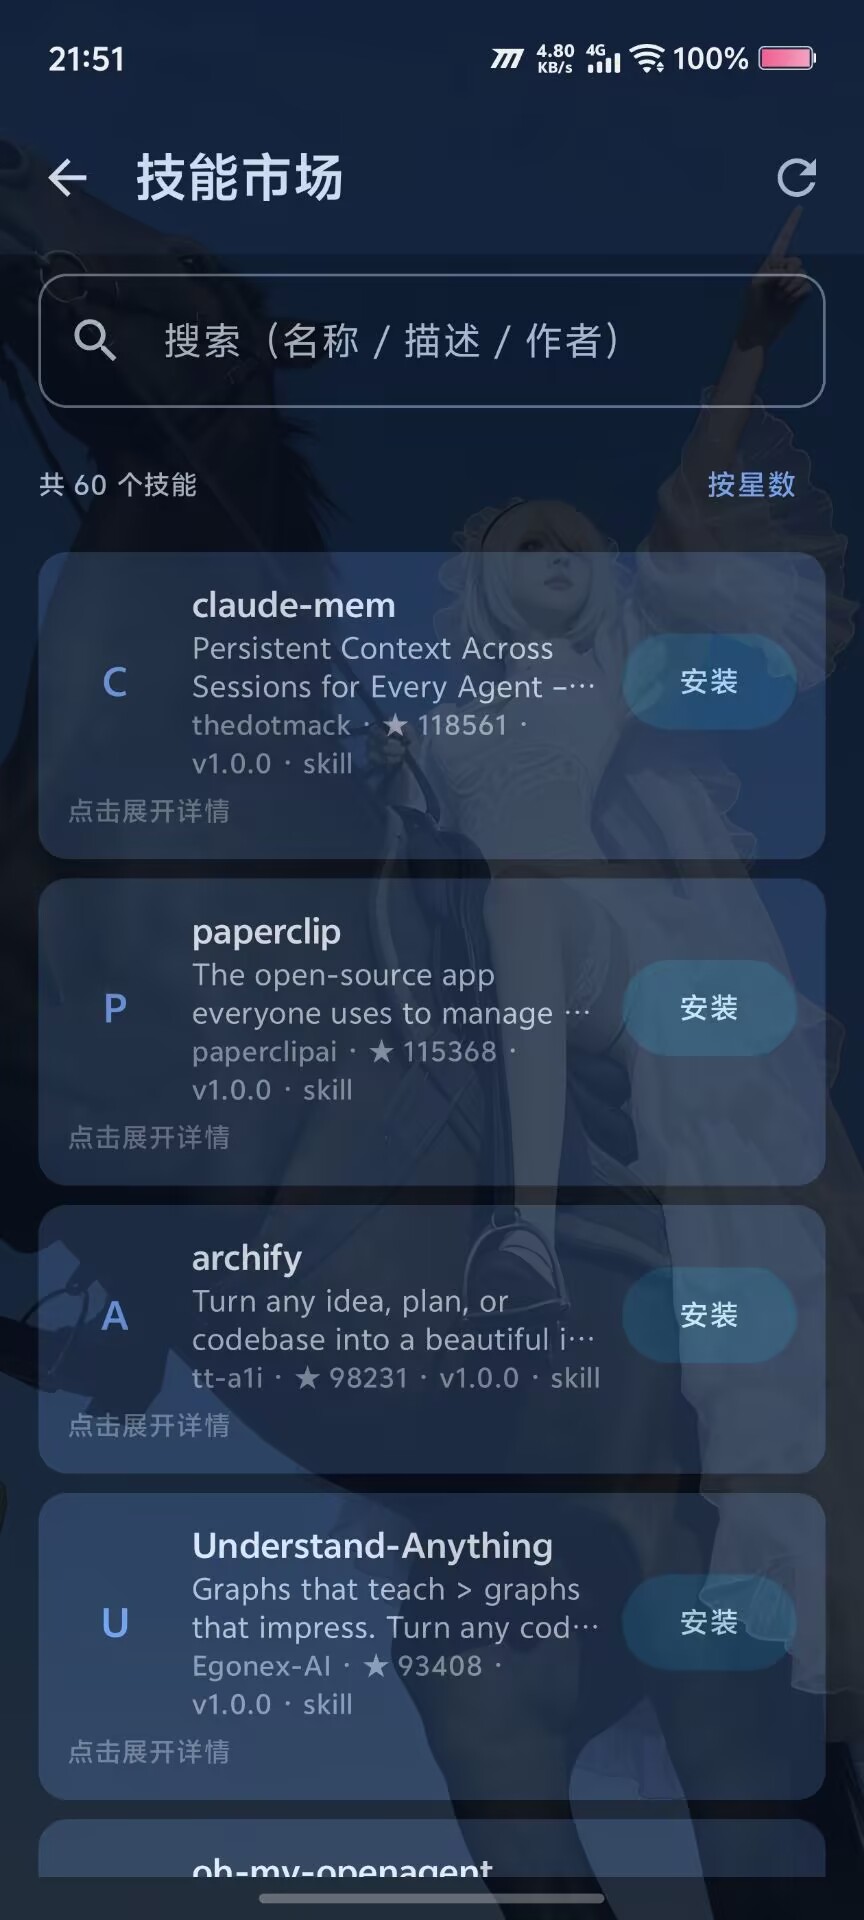 21:51
4.80 KB/s 4G 100%
技能市场
搜索（名称 / 描述 / 作者）
共 60 个技能
按星数
claude-mem
Persistent Context Across
Sessions for Every Agent –…
thedotmack · ★ 118561 ·
v1.0.0 · skill
C
安装
点击展开详情
paperclip
The open-source app
everyone uses to manage …
paperclipai · ★ 115368 ·
v1.0.0 · skill
P
安装
点击展开详情
archify
Turn any idea, plan, or
codebase into a beautiful i…
tt-a1i · ★ 98231 · v1.0.0 · skill
A
安装
点击展开详情
Understand-Anything
Graphs that teach > graphs
that impress. Turn any cod…
Egonex-AI · ★ 93408 ·
v1.0.0 · skill
U
安装
点击展开详情
oh-my-openagent